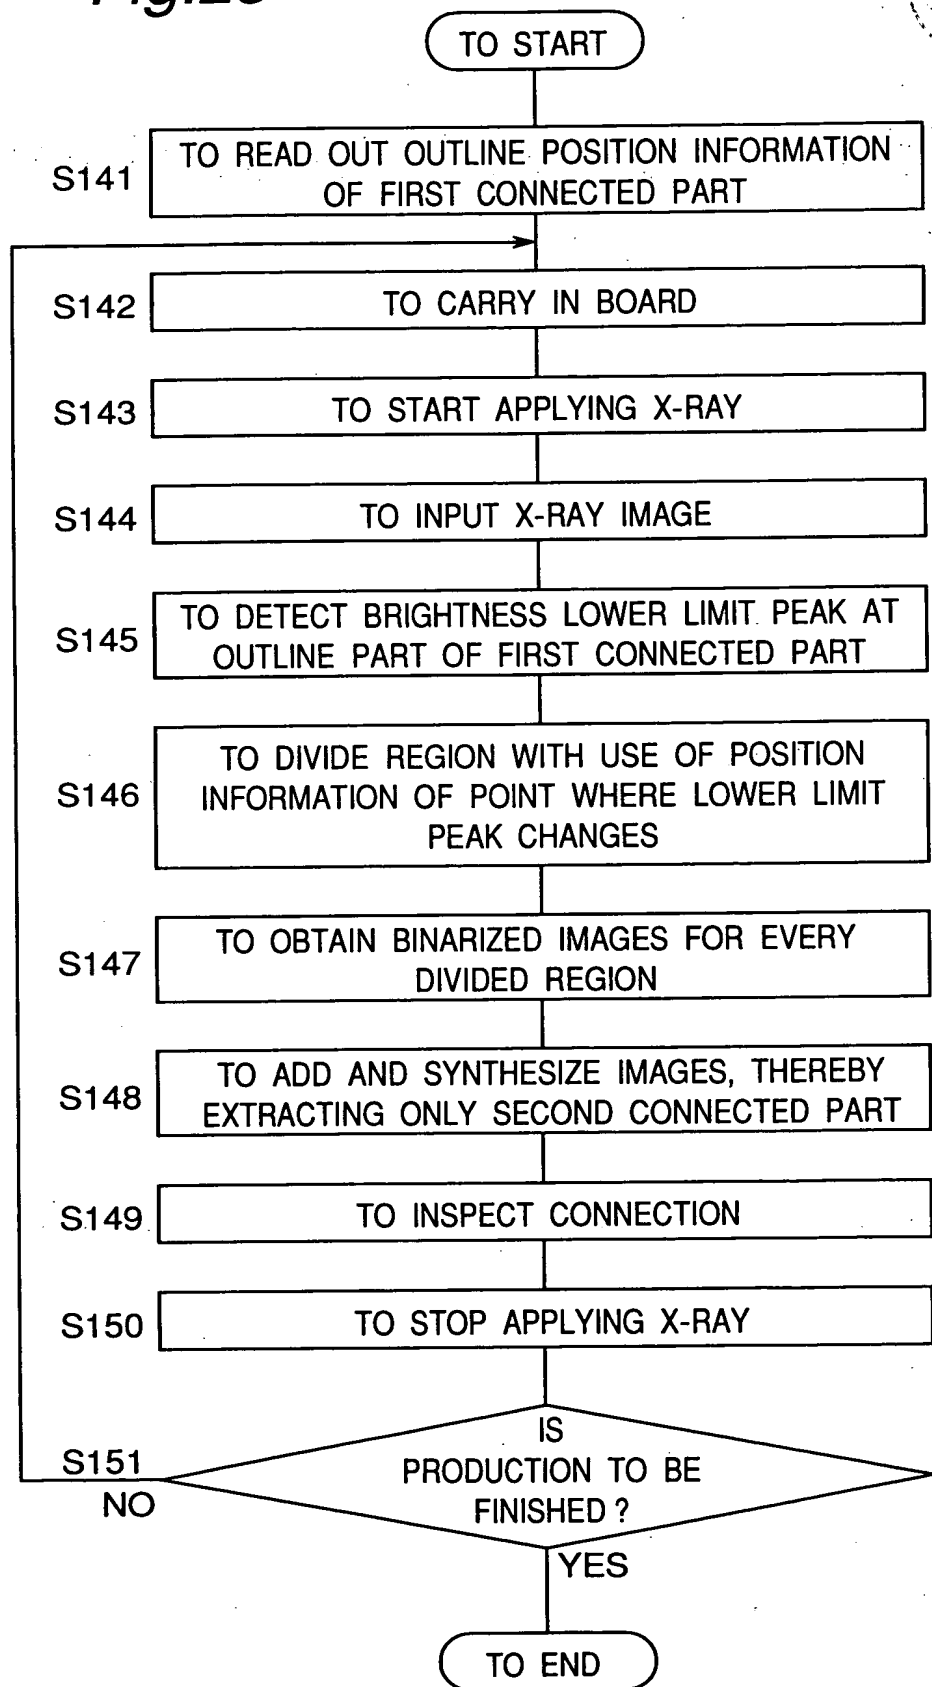 TO START
S141
TO READ OUT OUTLINE POSITION INFORMATION
OF FIRST CONNECTED PART
S142
TO CARRY IN BOARD
S143
TO START APPLYING X-RAY
S144
TO INPUT X-RAY IMAGE
S145
TO DETECT BRIGHTNESS LOWER LIMIT PEAK AT
OUTLINE PART OF FIRST CONNECTED PART
S146
TO DIVIDE REGION WITH USE OF POSITION
INFORMATION OF POINT WHERE LOWER LIMIT
PEAK CHANGES
S147
TO OBTAIN BINARIZED IMAGES FOR EVERY
DIVIDED REGION
S148
TO ADD AND SYNTHESIZE IMAGES, THEREBY
EXTRACTING ONLY SECOND CONNECTED PART
S149
TO INSPECT CONNECTION
S150
TO STOP APPLYING X-RAY
S151
IS
PRODUCTION TO BE
FINISHED ?
NO
YES
TO END